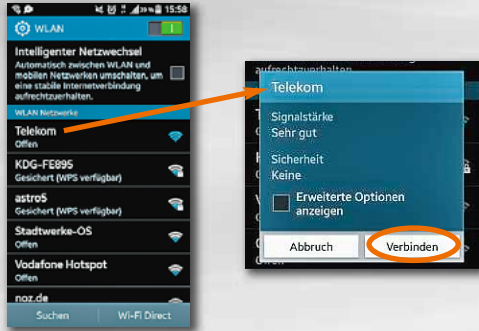 39% 15:58
WLAN
Intelligenter Netzwechsel
Automatisch zwischen WLAN und
mobilen Netzwerken umschalten, um
eine stabile Internetverbindung
aufrechtzuerhalten.
WLAN Netzwerke
Telekom
Offen
KDG-FE895
Gesichert (WPS verfügbar)
astro5
Gesichert (WPS verfügbar)
Stadtwerke-OS
Offen
Vodafone Hotspot
Offen
noz.de
Suchen Wi-Fi Direct
aufrechtzuerhalten.
Telekom
Signalstärke
Sehr gut
Sicherheit
Keine
Erweiterte Optionen
anzeigen
Abbruch Verbinden